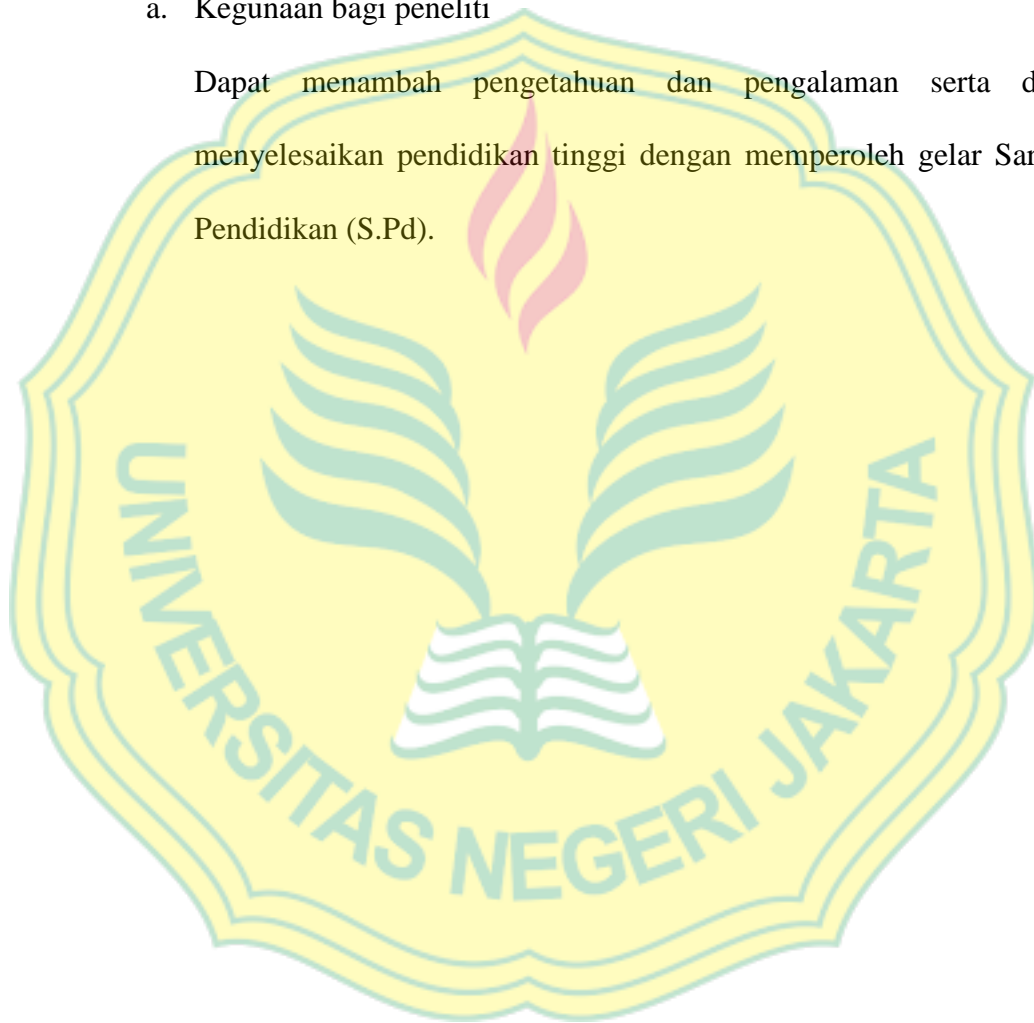 a. Kegunaan bagi peneliti
Dapat menambah pengetahuan dan pengalaman serta
menyelesaikan pendidikan tinggi dengan memperoleh gelar
Pendidikan (S.Pd).
UNIVERSITAS NEGERI JAKARTA